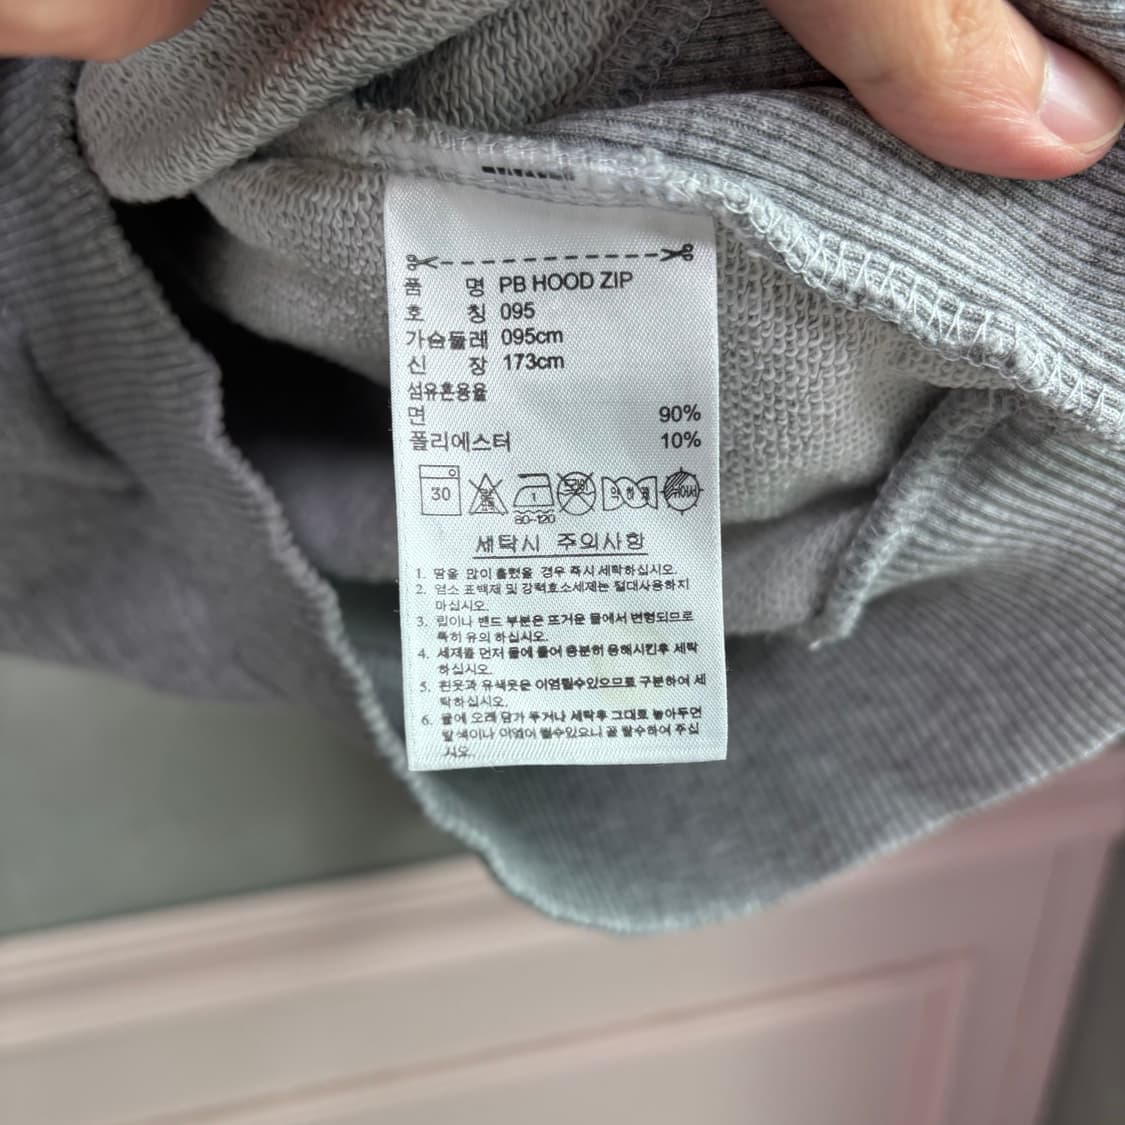 품 명 PB HOOD ZIP
호 칭 095
가슴둘레 095cm
신 장 173cm
섬유혼용율
면 90%
폴리에스터 10%
30
80~120
세탁시 주의사항
1. 땀을 많이 흘렸을 경우 즉시 세탁하십시오.
2. 염소 표백제 및 강력효소세제는 절대사용하지
마십시오.
3. 립이나 밴드 부분은 뜨거운 물에서 변형되므로
특히 유의 하십시오.
4. 세제를 먼저 물에 풀어 충분히 용해시킨후 세탁
하십시오.
5. 흰옷과 유색옷은 이염될수있으므로 구분하여 세
탁하십시오.
6. 물에 오래 담가 두거나 세탁후 그대로 놓아두면
탈색이나 이염이 될수있으니 꼭 탈수하여 주십
시오.